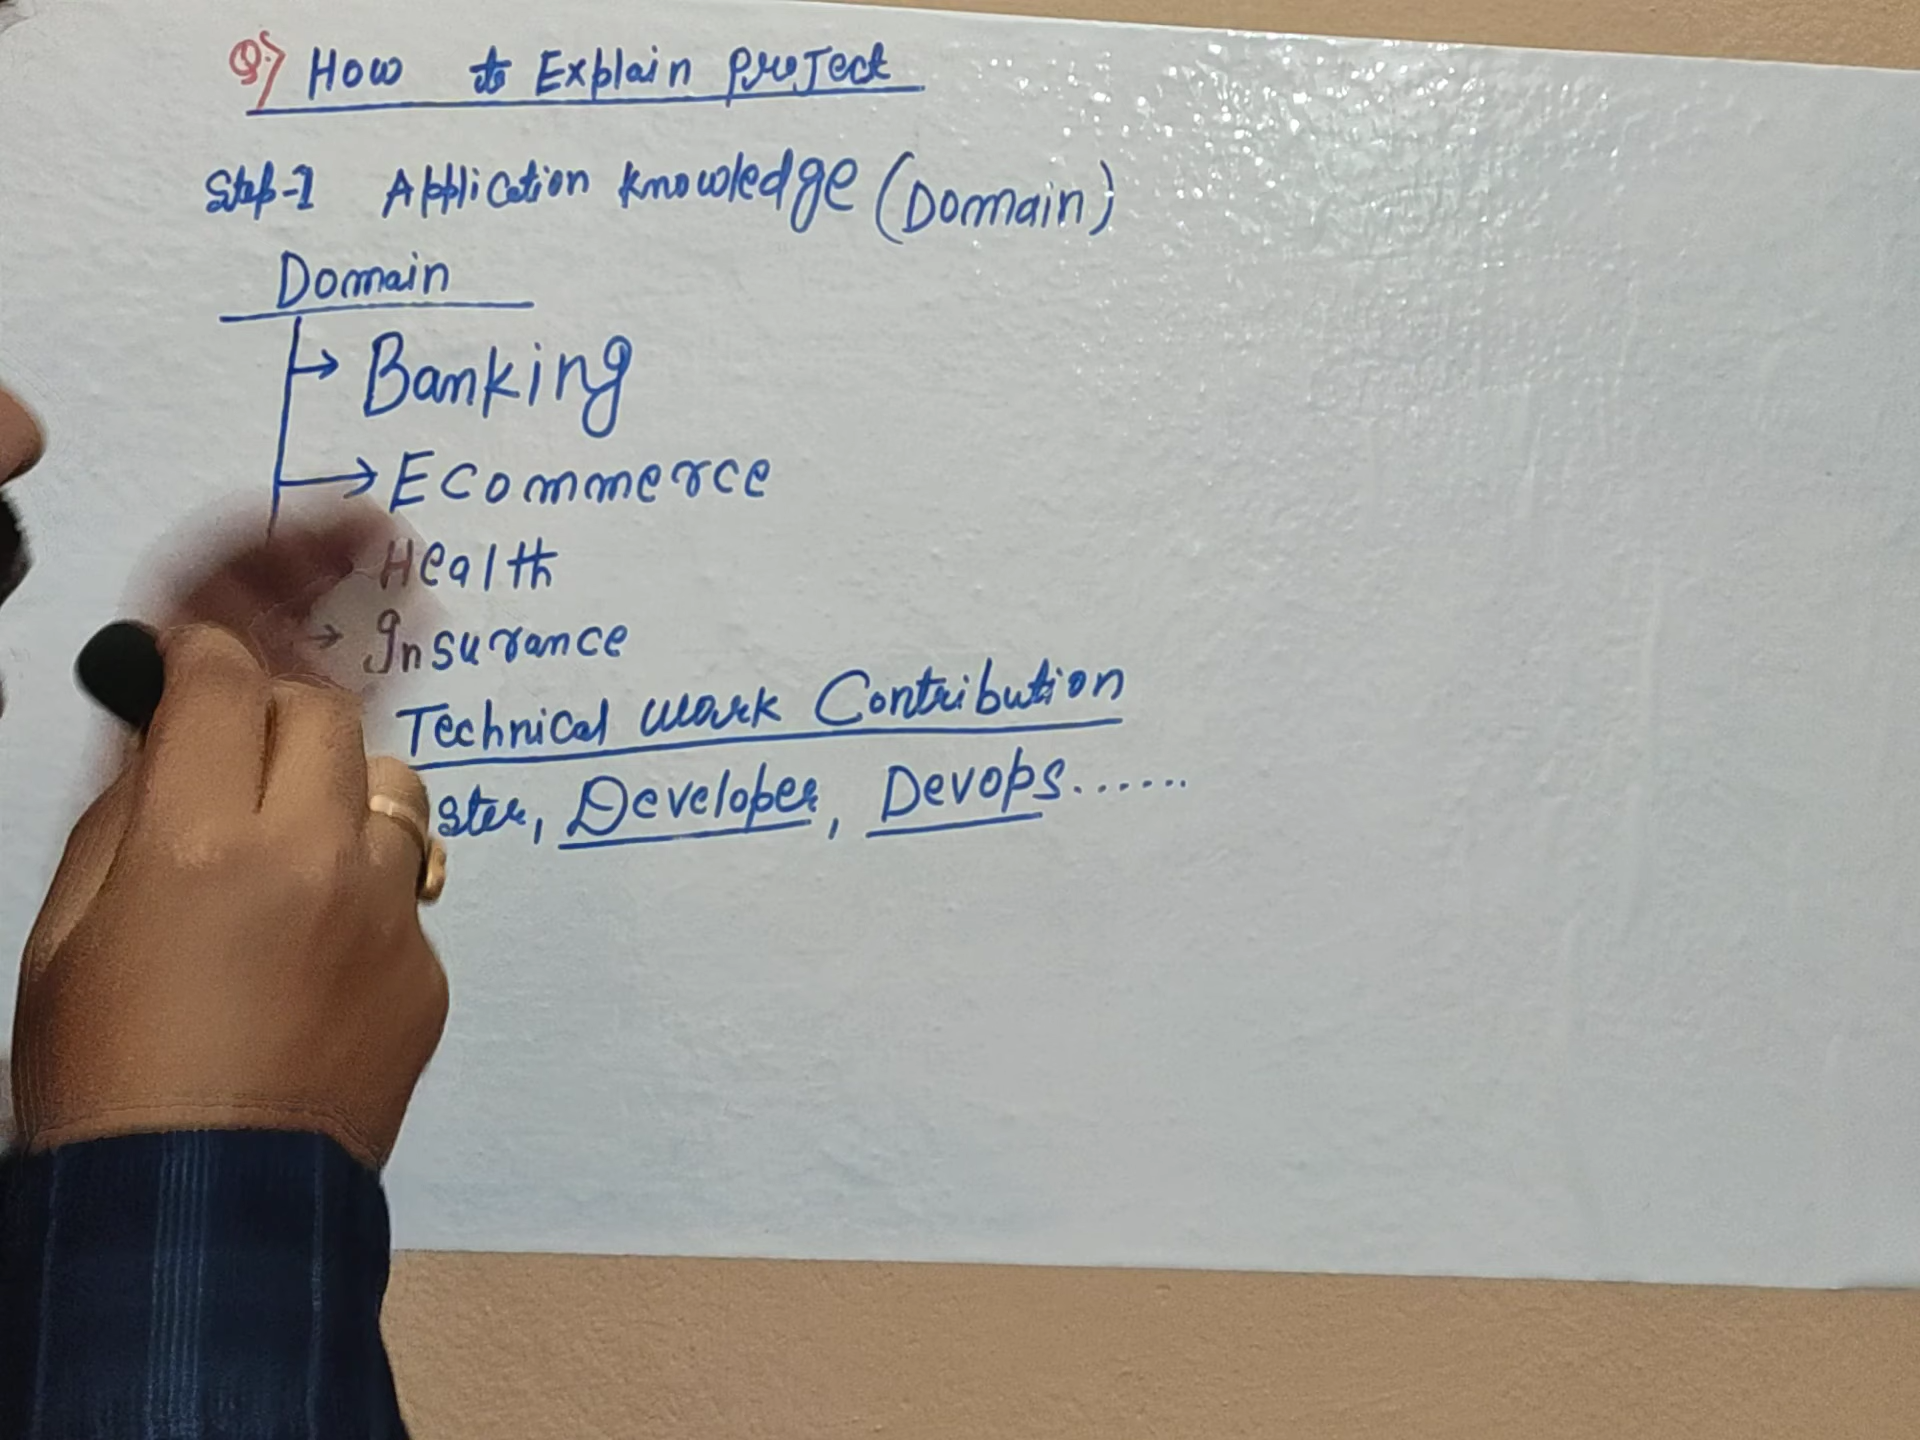 Q.) How to Explain Project
Step-1 Application Knowledge (Domain)
Domain
→ Banking
→ Ecommerce
Health
→ Insurance
Technical work Contribution
ster, Developer, Devops......